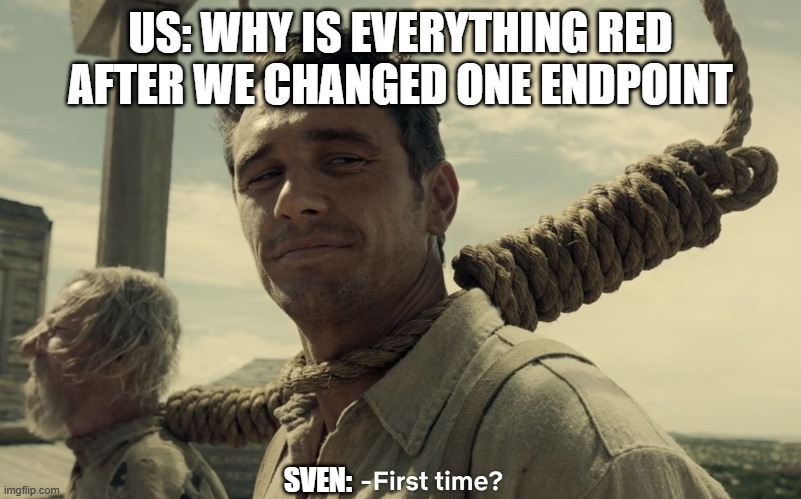 US: WHY IS EVERYTHING RED
AFTER WE CHANGED ONE ENDPOINT
SVEN: -First time?
imgflip.com